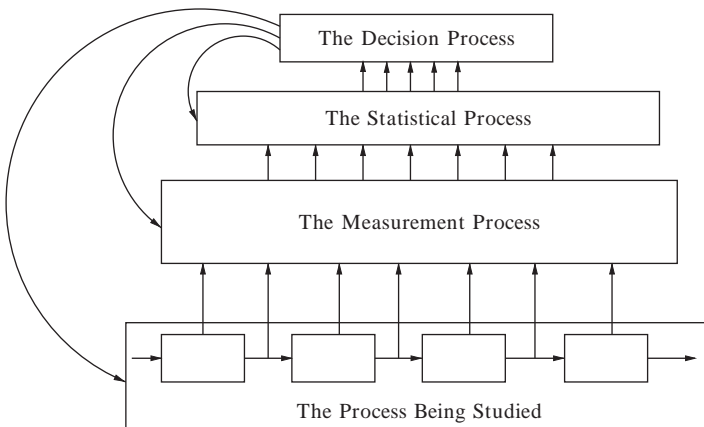 The Decision Process
The Statistical Process
The Measurement Process
The Process Being Studied